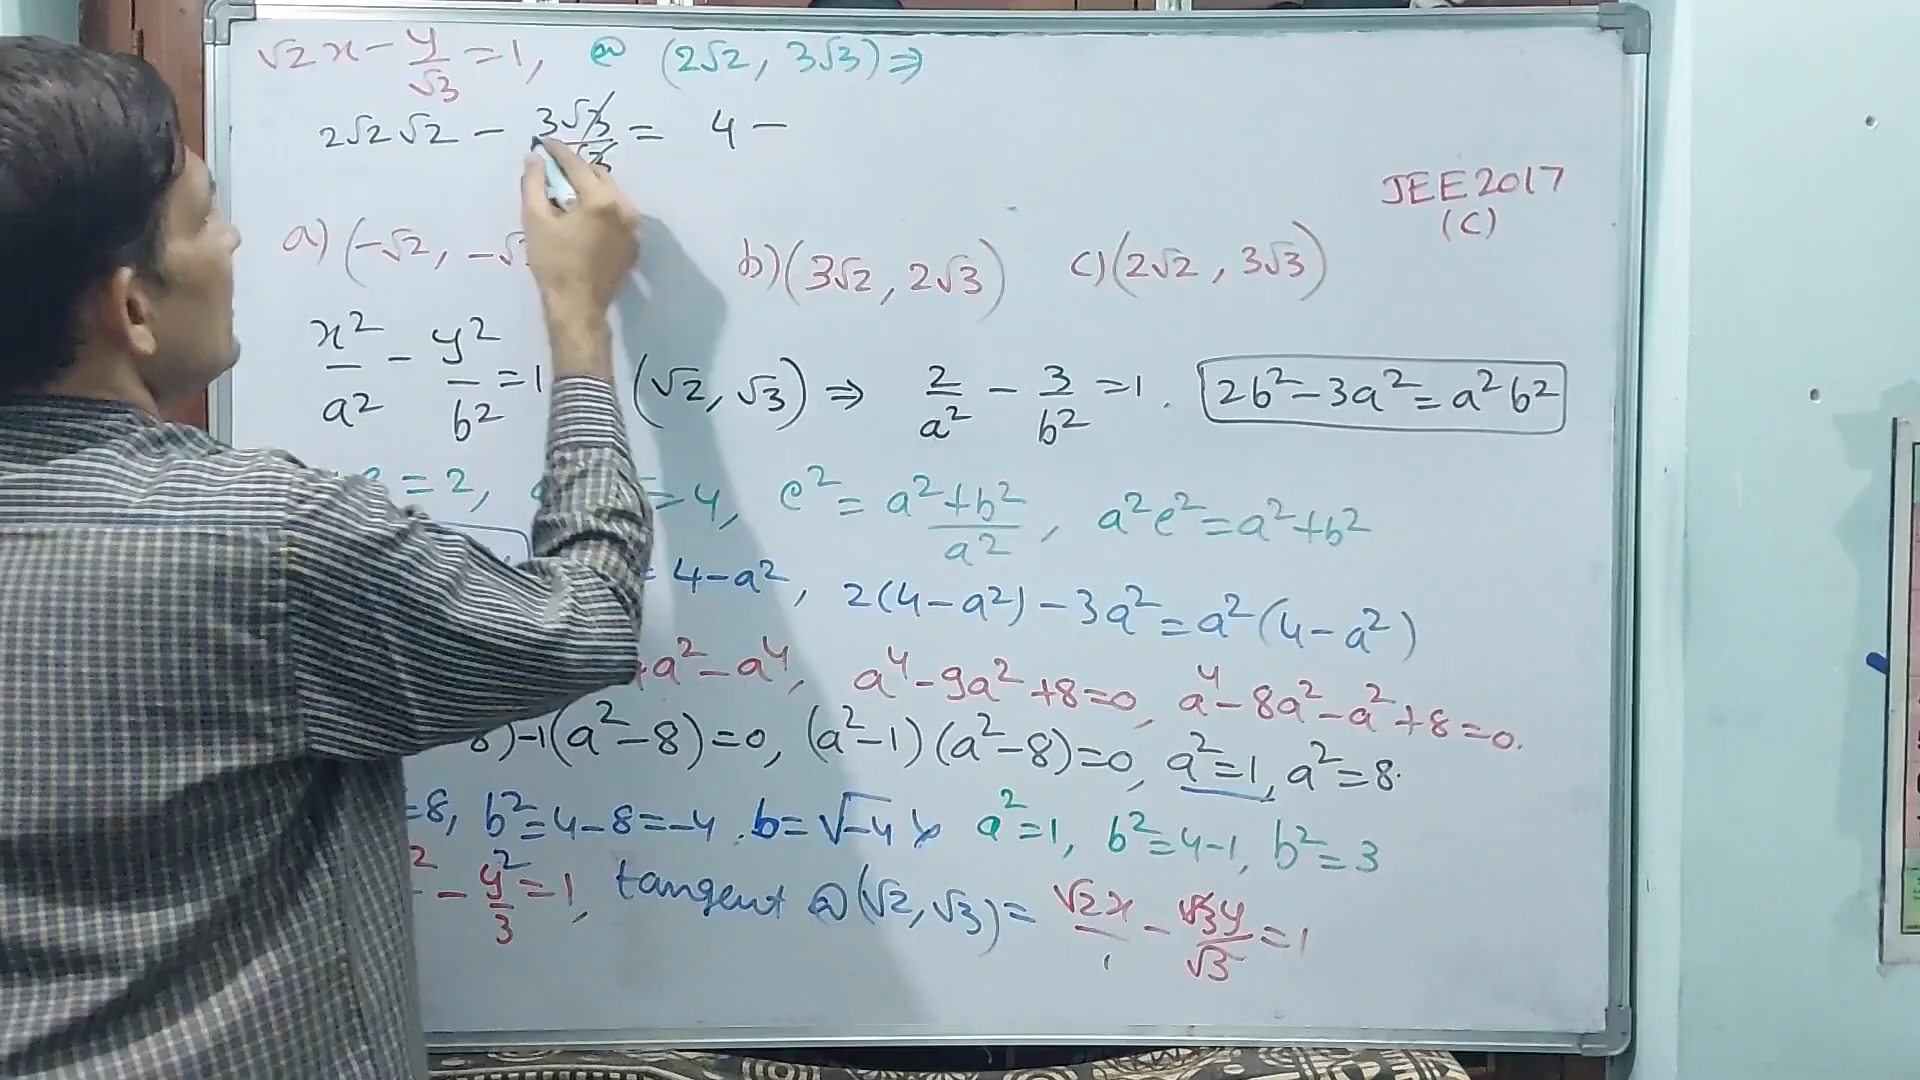 √2x - y/√3 = 1, @ (2√2, 3√3) ⇒
2√2 √2 - 3√3/√3 = 4 -
JEE 2017
(C)
a) (-√2, -√ b) (3√2, 2√3) c) (2√2, 3√3)
x²/a² - y²/b² = 1 (√2, √3) ⇒ 2/a² - 3/b² = 1. 2b² - 3a² = a²b²
= 2, = 4, e² = a²+b²/a², a²e² = a²+b²
= 4-a², 2(4-a²) - 3a² = a²(4-a²)
a² - a⁴, a⁴ - 9a² + 8 = 0, a⁴ - 8a² - a² + 8 = 0.
8) -1(a²-8) = 0, (a²-1)(a²-8) = 0, a² = 1, a² = 8.
=8, b² = 4-8 = -4. b = √-4 a² = 1, b² = 4-1, b² = 3
² - y²/3 = 1, tangent @ (√2, √3) = √2x/1 - √3y/√3 = 1